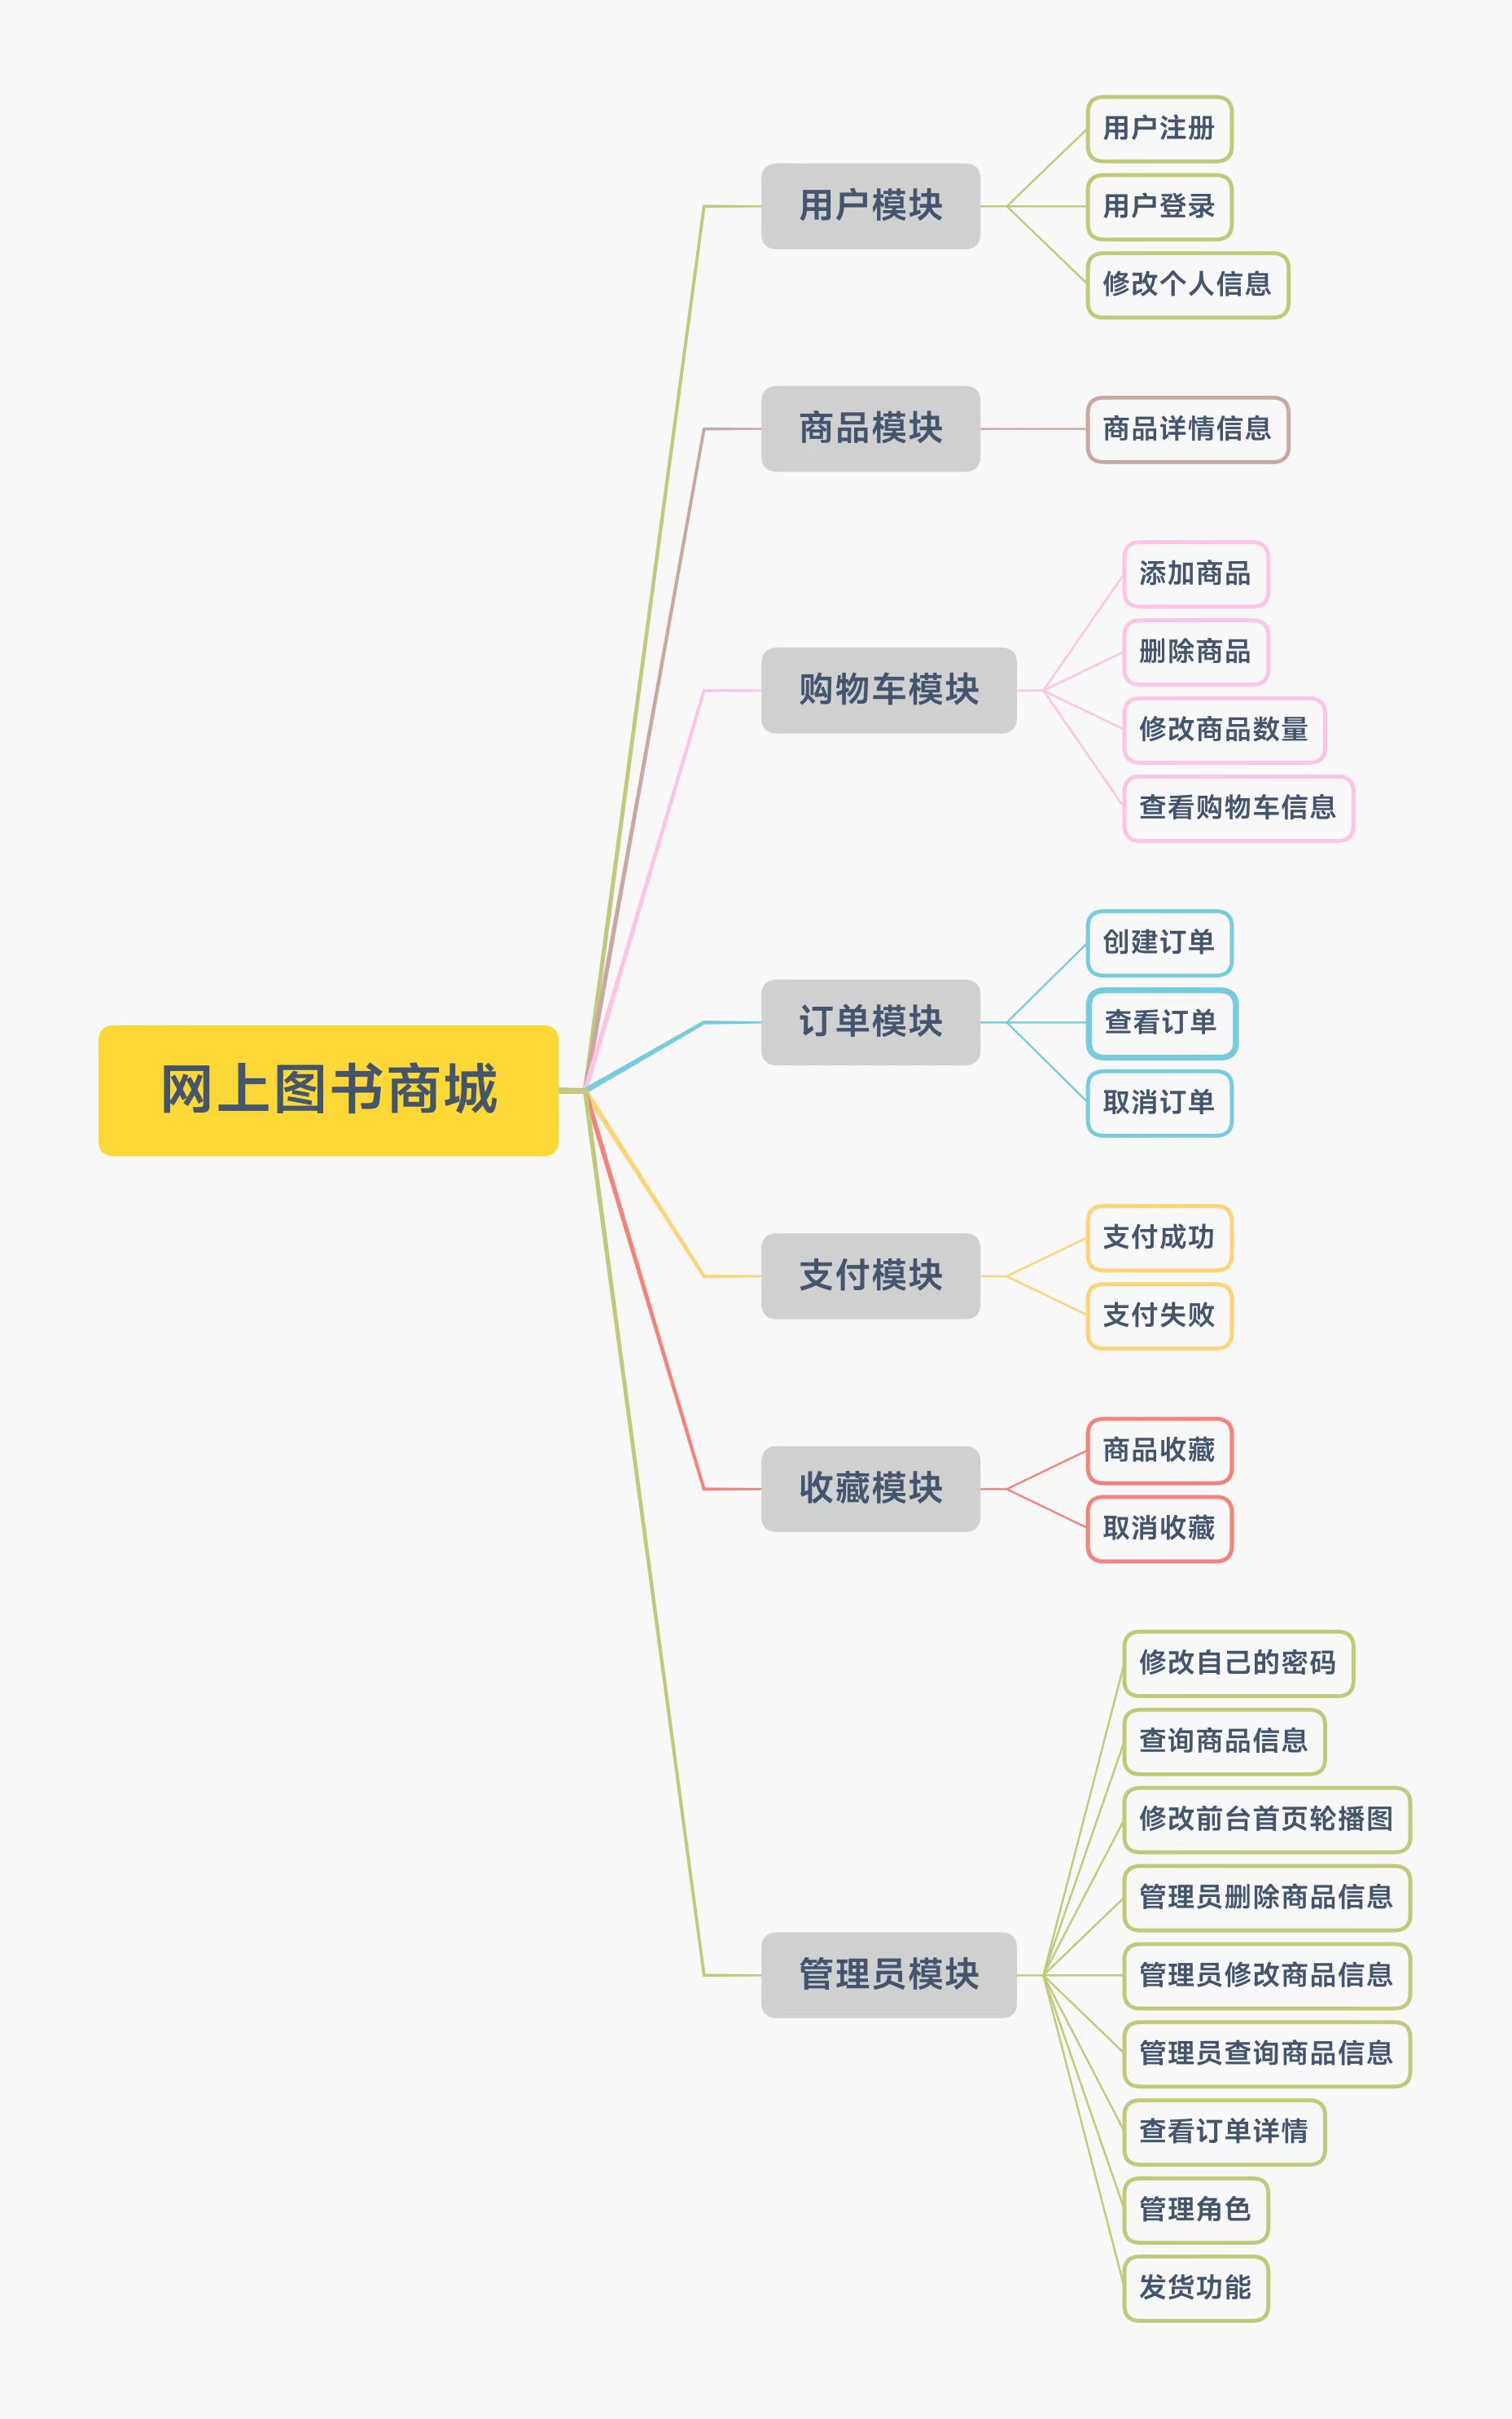 网上图书商城
用户模块
用户注册
用户登录
修改个人信息
商品模块
商品详情信息
购物车模块
添加商品
删除商品
修改商品数量
查看购物车信息
订单模块
创建订单
查看订单
取消订单
支付模块
支付成功
支付失败
收藏模块
商品收藏
取消收藏
管理员模块
修改自己的密码
查询商品信息
修改前台首页轮播图
管理员删除商品信息
管理员修改商品信息
管理员查询商品信息
查看订单详情
管理角色
发货功能